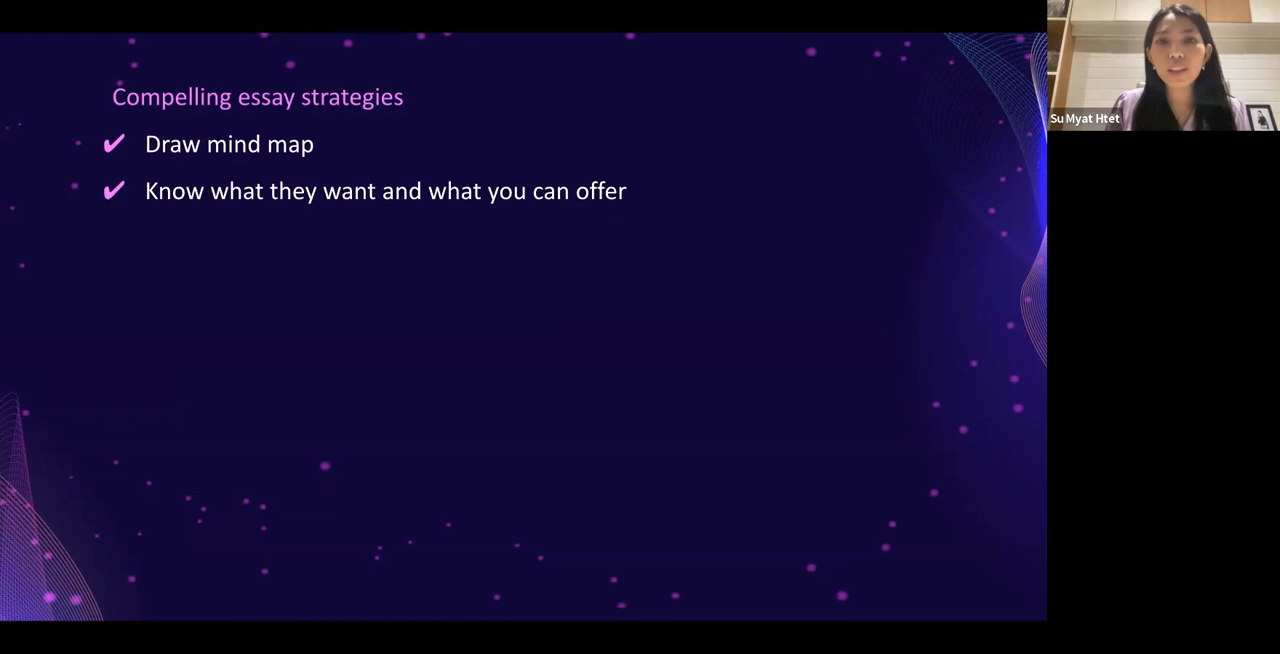 Compelling essay strategies
✔ Draw mind map
✔ Know what they want and what you can offer
Su Myat Htet